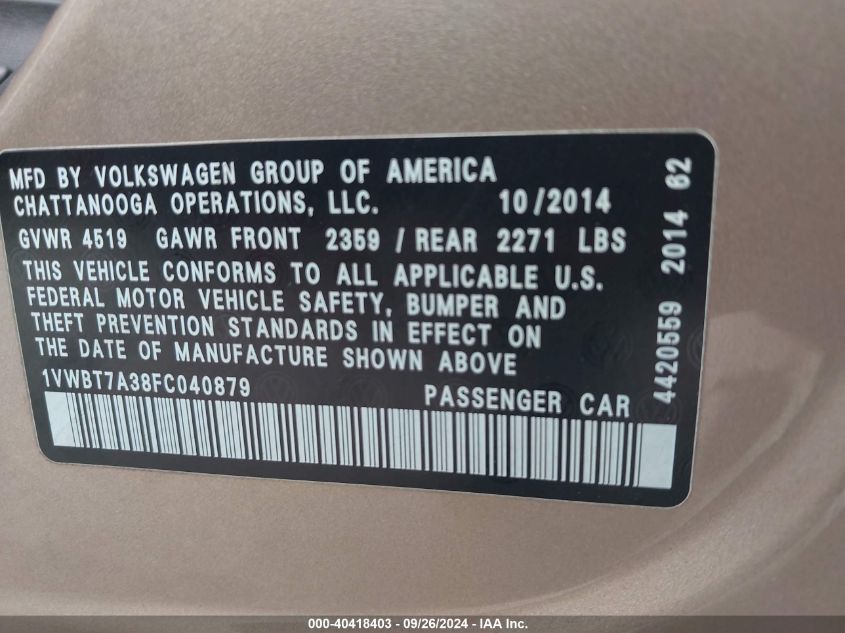 MFD BY VOLKSWAGEN GROUP OF AMERICA
CHATTANOOGA OPERATIONS, LLC. 10/2014
GVWR 4519 GAWR FRONT 2359 / REAR 2271 LBS
THIS VEHICLE CONFORMS TO ALL APPLICABLE U.S.
FEDERAL MOTOR VEHICLE SAFETY, BUMPER AND
THEFT PREVENTION STANDARDS IN EFFECT ON
THE DATE OF MANUFACTURE SHOWN ABOVE
1VWBT7A38FC040879 PASSENGER CAR
4420559 2014 62
000-40418403 - 09/26/2024 - IAA Inc.